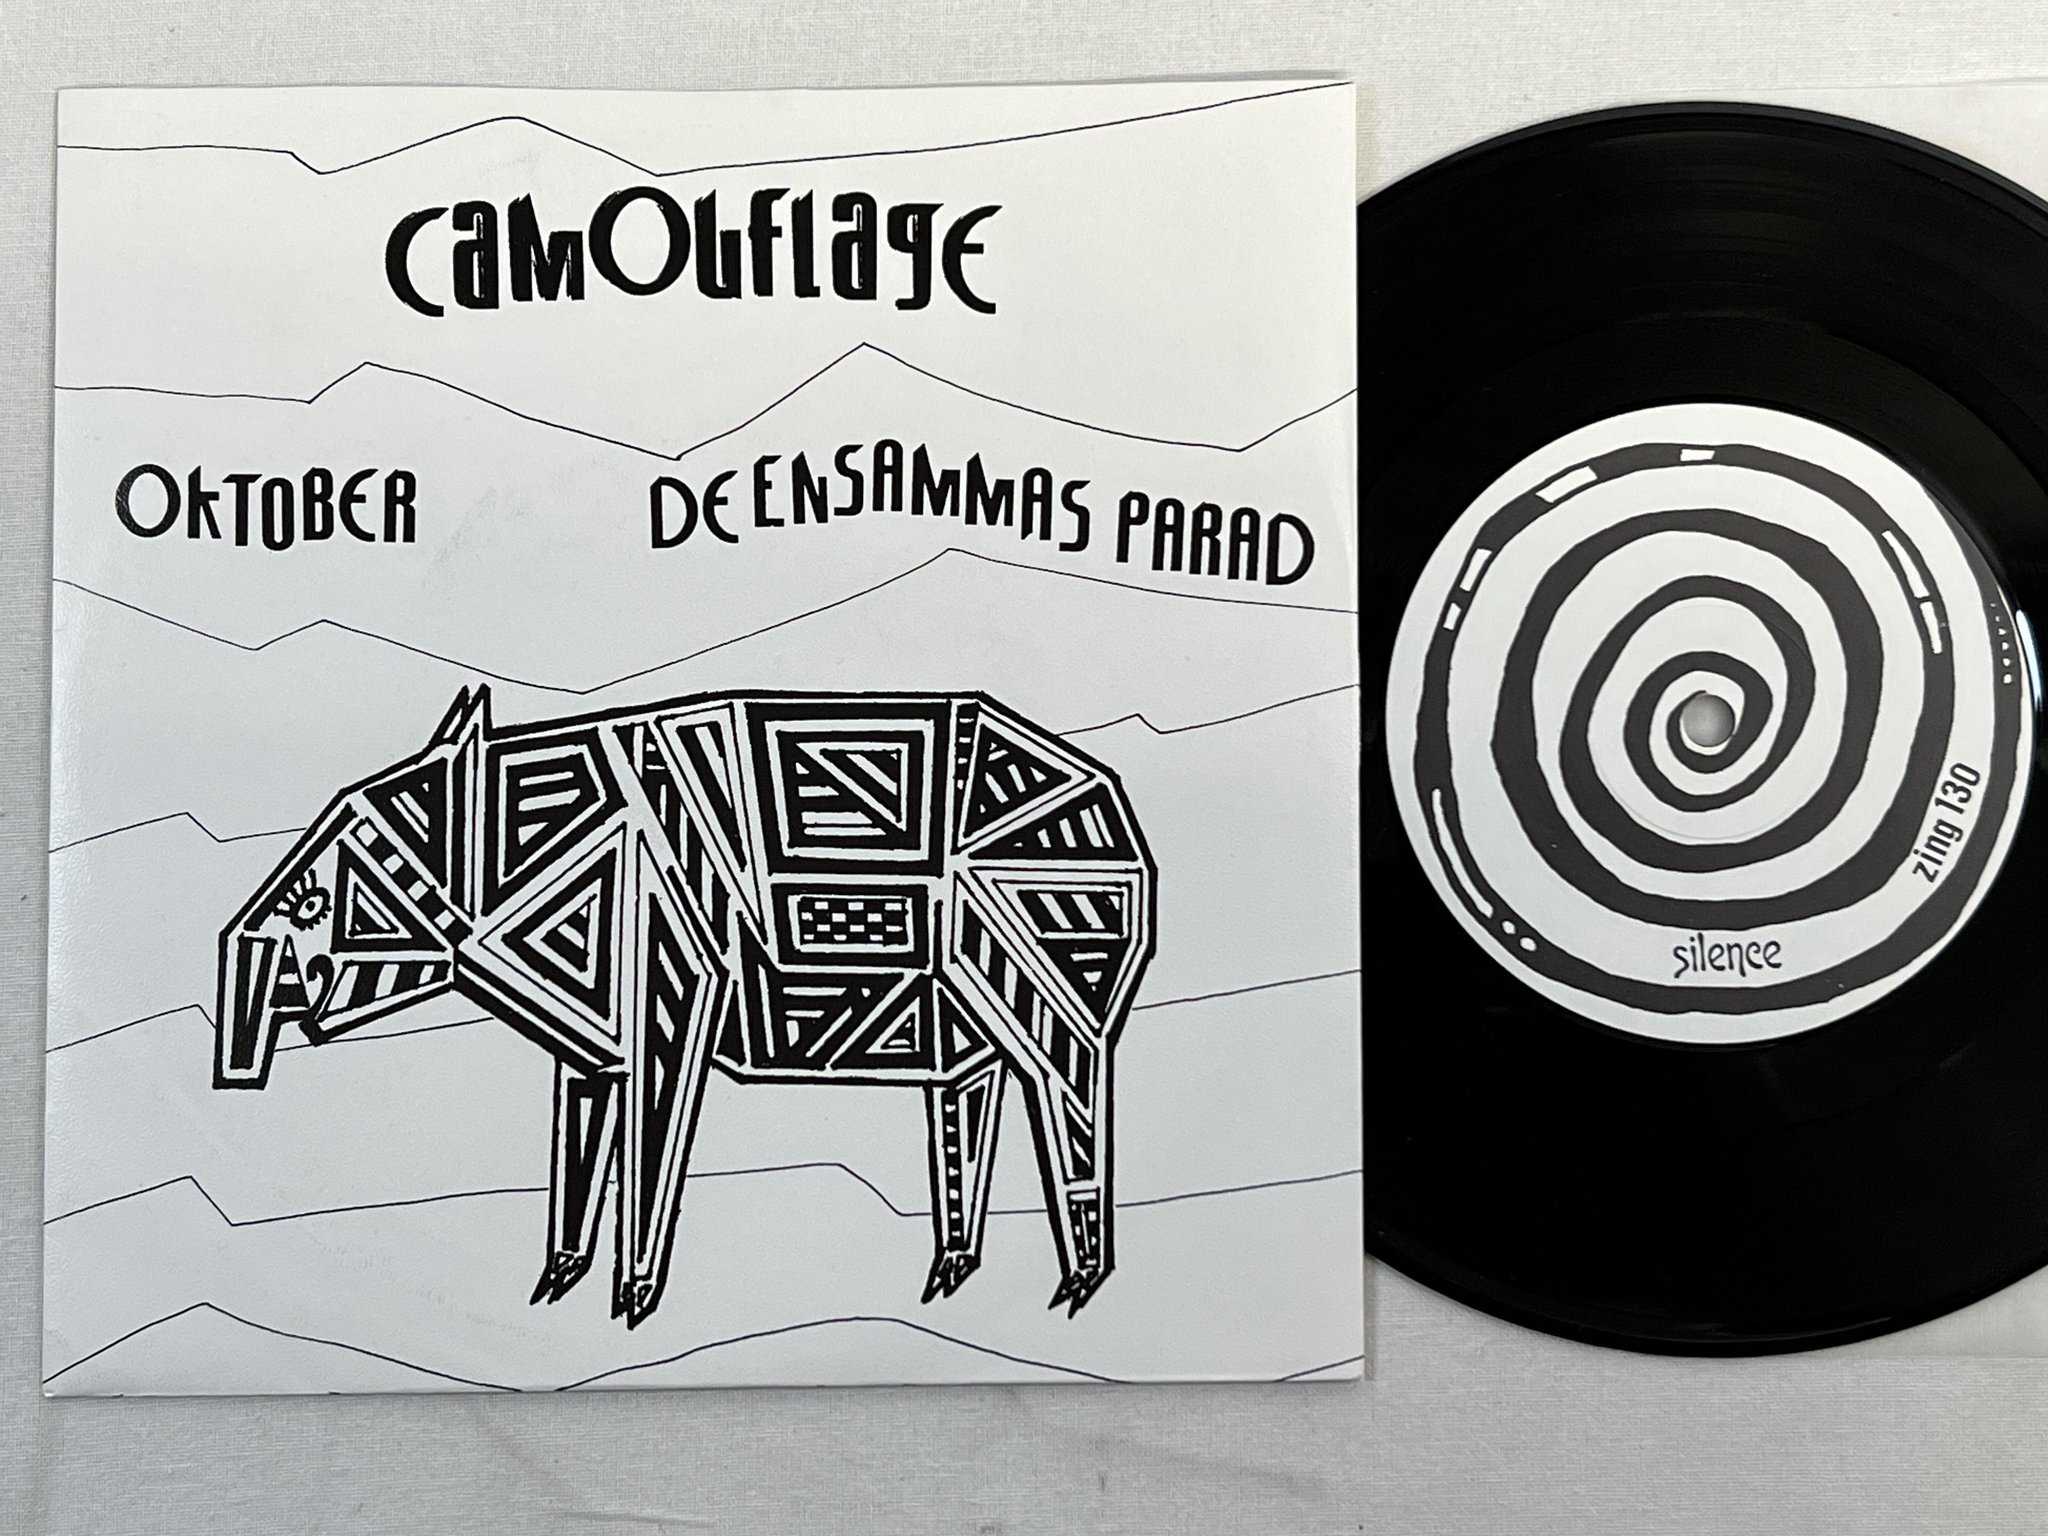 Camouflage
OKTOBER DE ENSAMMAS PARAD
zing 130
silence